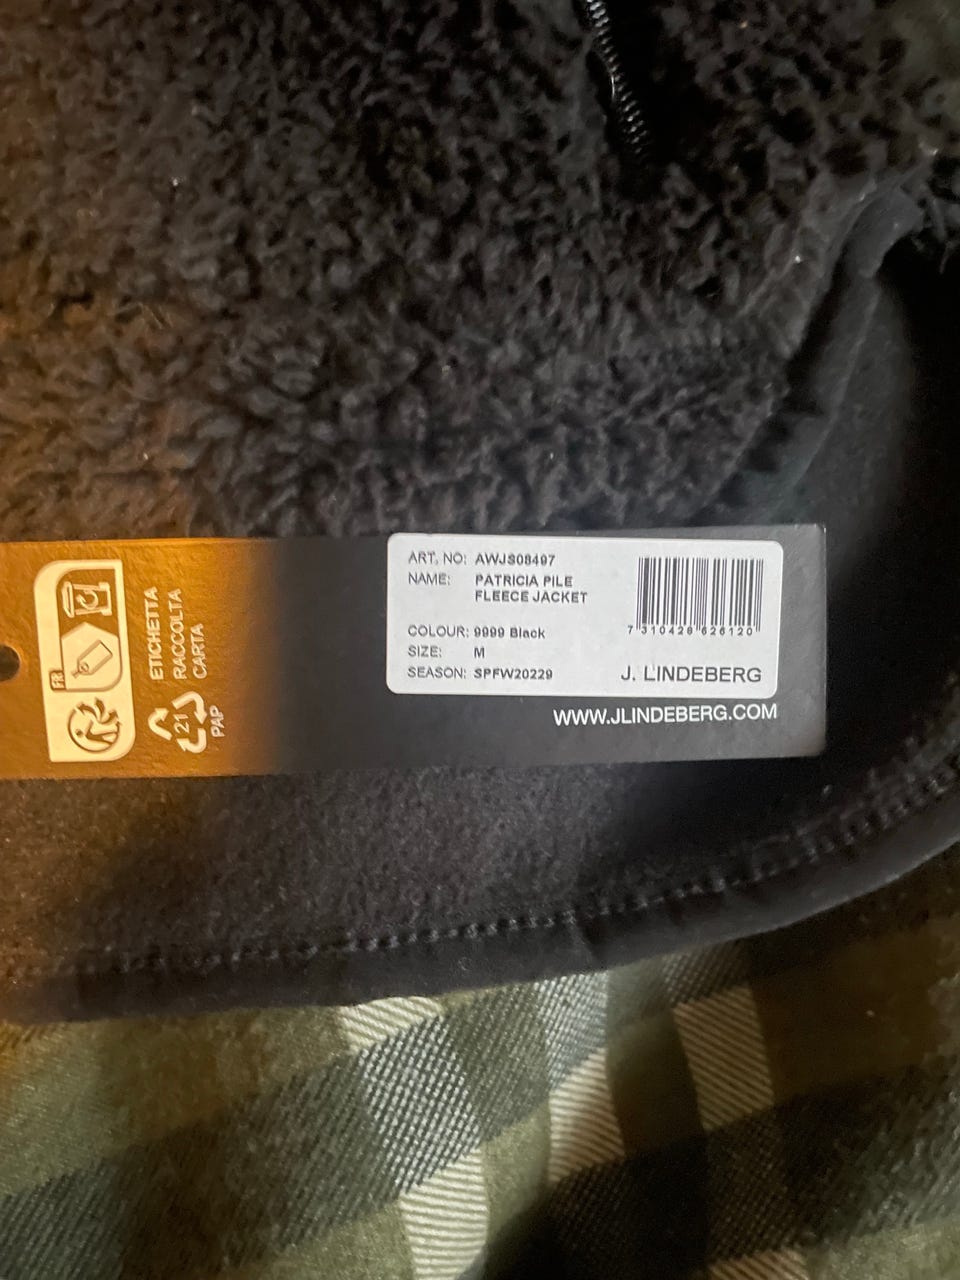 ART. NO: AWJS08497
NAME: PATRICIA PILE
FLEECE JACKET
COLOUR: 9999 Black
SIZE: M
SEASON: SPFW20229
7 310428 626120
J. LINDEBERG
WWW.JLINDEBERG.COM
FR
ETICHETTA
RACCOLTA
CARTA
21
PAP